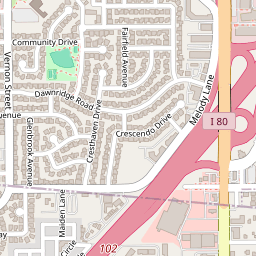 Community Drive
Fairfield Avenue
Vernon Street
Melody Lane
Dawnridge Road
Cresthaven Drive
Glenbrook Avenue
Crescendo Drive
I 80
Maiden Lane
Circle
102